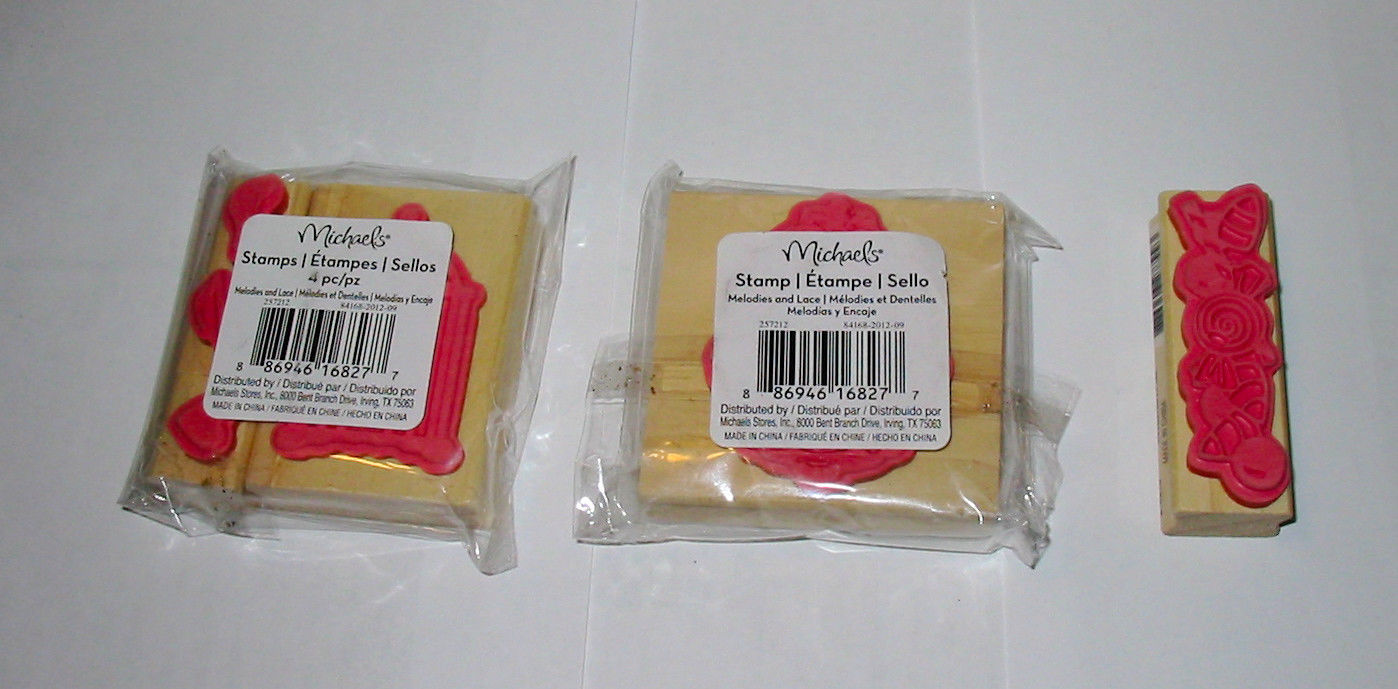 Michaels®
Stamps | Étampes | Sellos
4 pc/pz
Melodies and Lace | Mélodies et Dentelles | Melodías y Encaje
257212 84168-2012-09
8 86946 16827 7
Distributed by / Distribué par / Distribuido por
Michaels Stores, Inc., 8000 Bent Branch Drive, Irving, TX 75063
MADE IN CHINA / FABRIQUÉ EN CHINE / HECHO EN CHINA
Michaels®
Stamp | Étampe | Sello
Melodies and Lace | Mélodies et Dentelles
Melodías y Encaje
257212 84168-2012-09
8 86946 16827 7
Distributed by / Distribué par / Distribuido por
Michaels Stores, Inc., 8000 Bent Branch Drive, Irving, TX 75063
MADE IN CHINA / FABRIQUÉ EN CHINE / HECHO EN CHINA